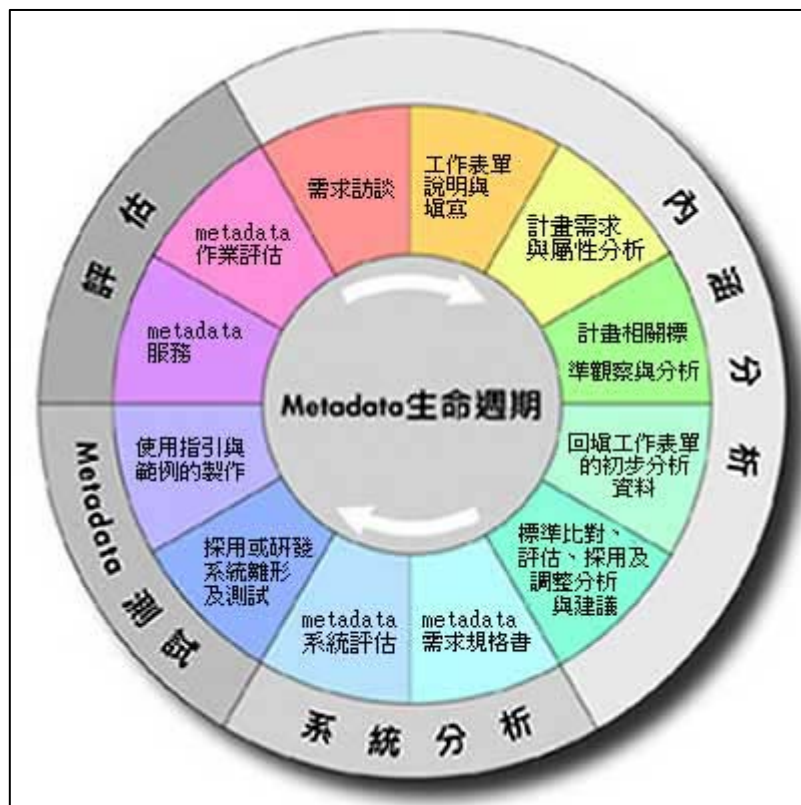 Metadata生命週期
內涵分析
需求訪談
工作表單
說明與
填寫
計畫需求
與屬性分析
計畫相關標
準觀察與分析
回填工作表單
的初步分析
資料
標準比對、
評估、採用及
調整分析
與建議
系統分析
metadata
需求規格書
metadata
系統評估
Metadata 測試
採用或研發
系統雛形
及測試
使用指引與
範例的製作
評估
metadata
服務
metadata
作業評估